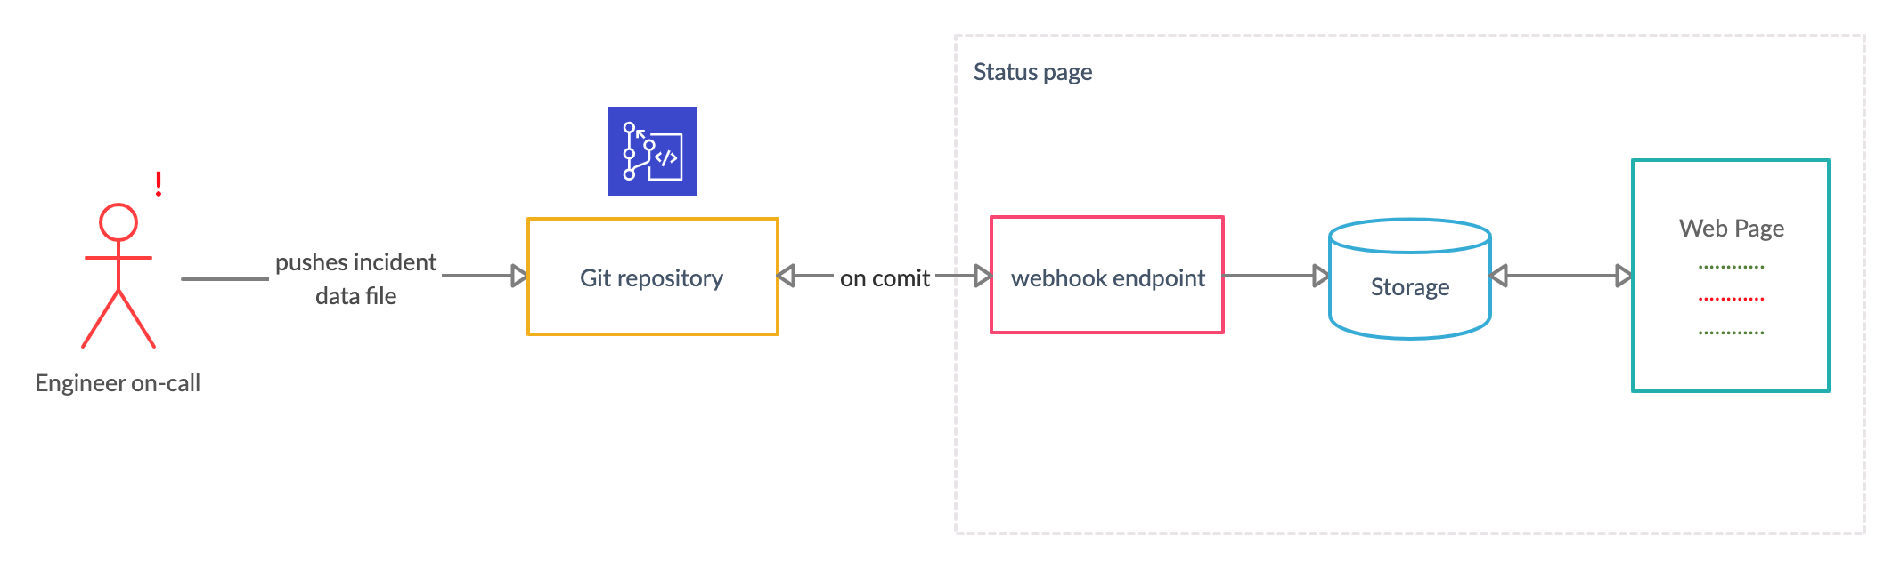 Status page
!
pushes incident
data file
Git repository
on comit
webhook endpoint
Storage
Web Page
Engineer on-call